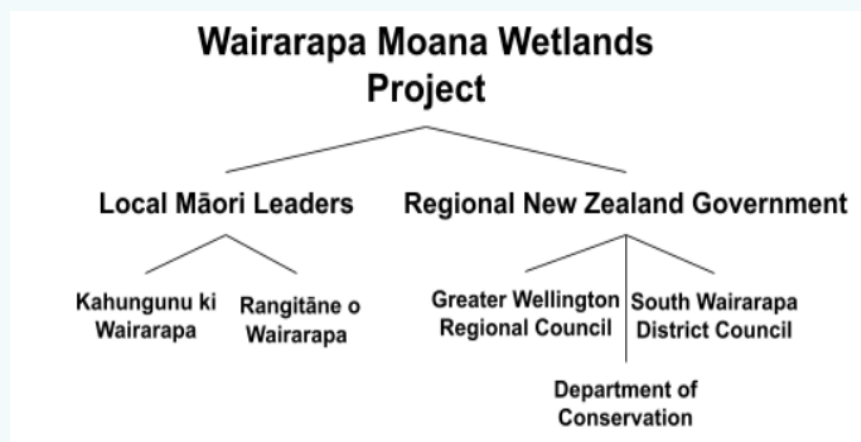 Wairarapa Moana Wetlands
Project
Local Māori Leaders
Regional New Zealand Government
Kahungunu ki
Wairarapa
Rangitāne o
Wairarapa
Greater Wellington
Regional Council
South Wairarapa
District Council
Department of
Conservation